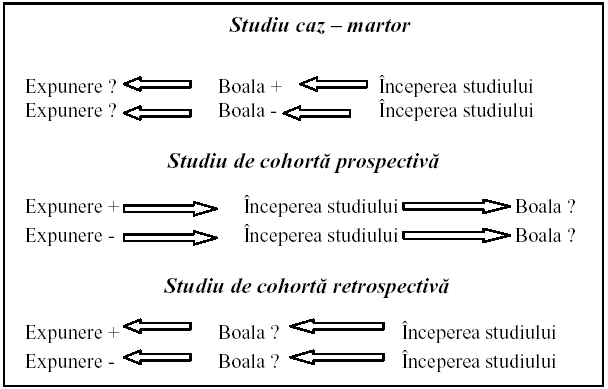 Studiu caz – martor
Expunere ? Boala + Începerea studiului
Expunere ? Boala - Începerea studiului
Studiu de cohortă prospectivă
Expunere + Începerea studiului Boala ?
Expunere - Începerea studiului Boala ?
Studiu de cohortă retrospectivă
Expunere + Boala ? Începerea studiului
Expunere - Boala ? Începerea studiului